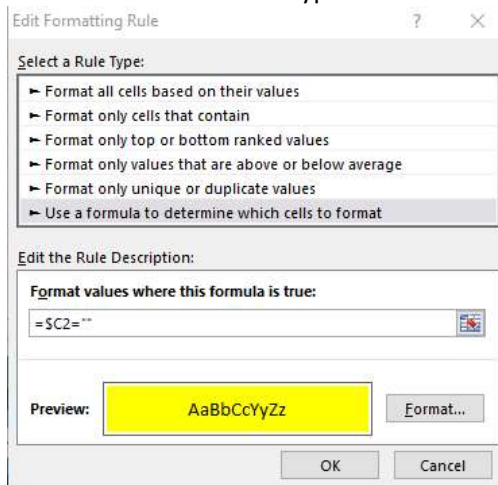 Edit Formatting Rule ? ×
Select a Rule Type:
► Format all cells based on their values
► Format only cells that contain
► Format only top or bottom ranked values
► Format only values that are above or below average
► Format only unique or duplicate values
► Use a formula to determine which cells to format
Edit the Rule Description:
Format values where this formula is true:
=$C2=""
Preview: AaBbCcYyZz Format...
OK Cancel